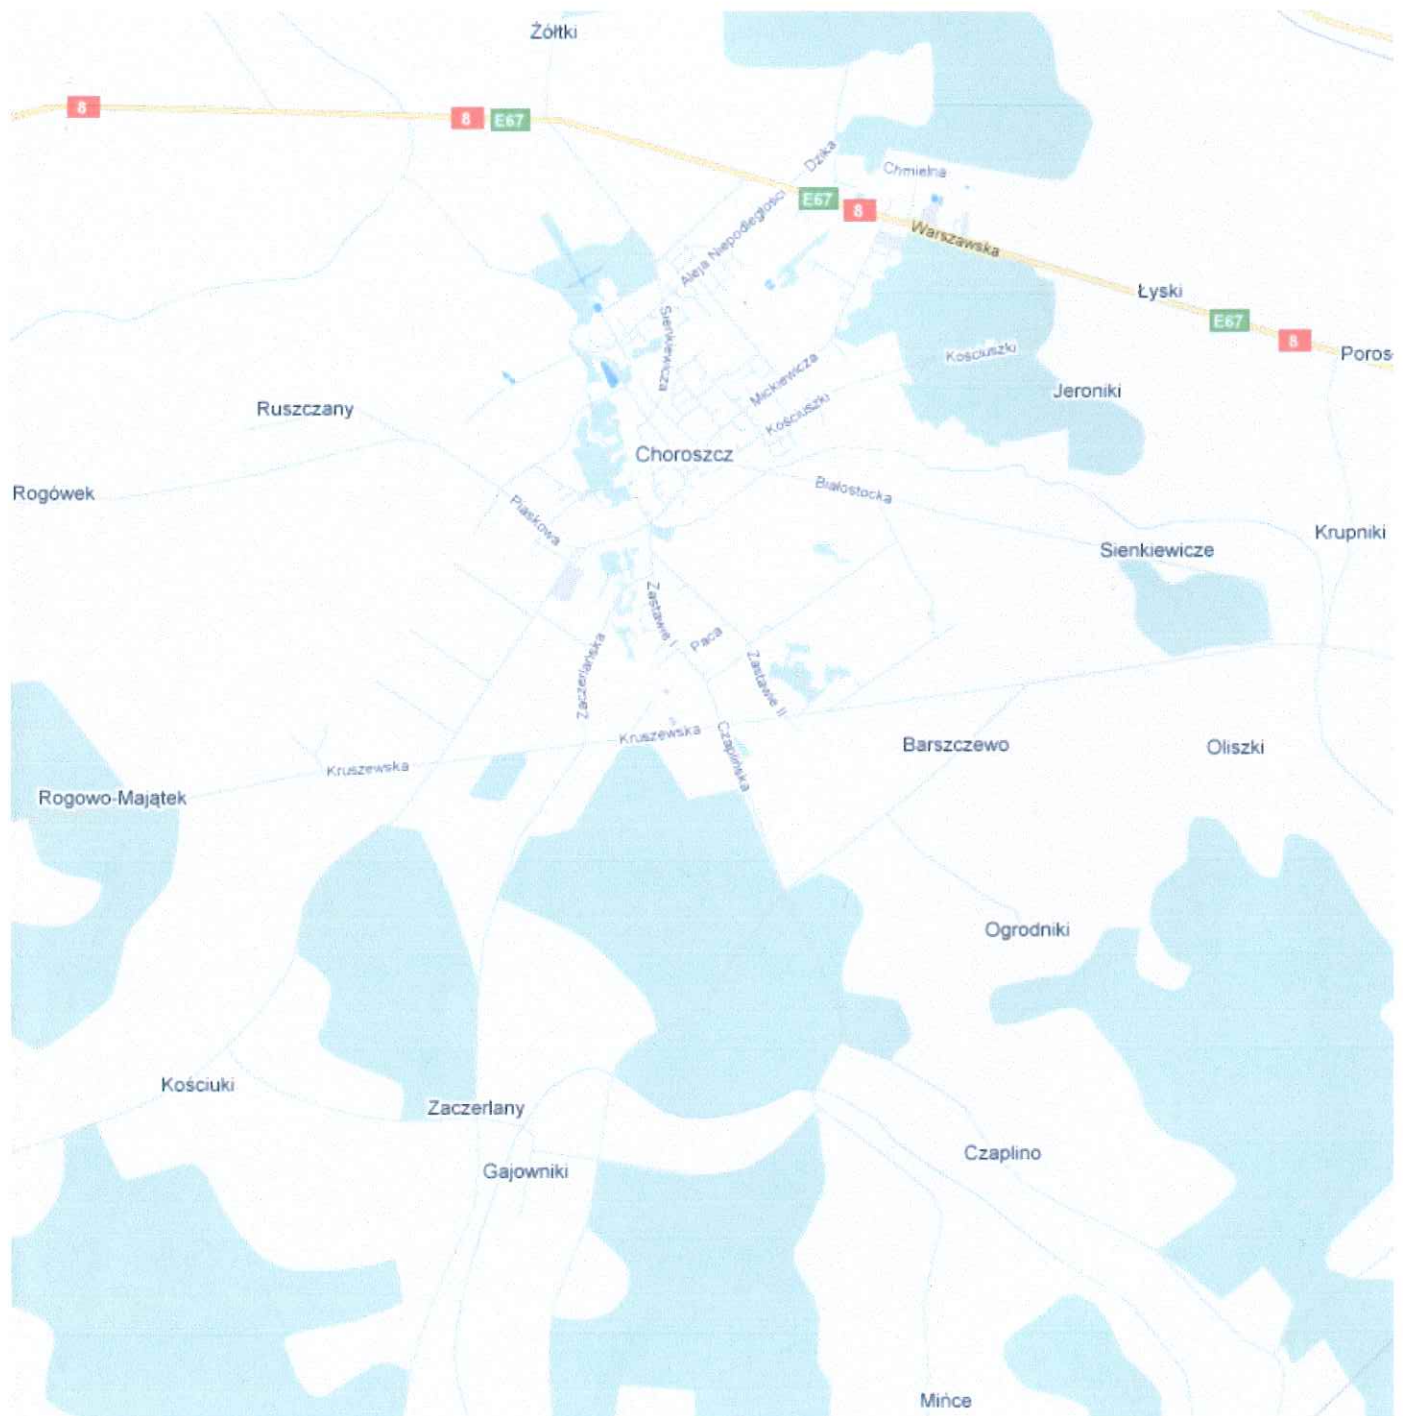 Żółtki
8
8 E67
Dzika
Chmielna
E67
8
Aleja Niepodległości
Warszawska
Łyski
E67
8
Poros
Sienkiewicza
Kościuszki
Mickiewicza
Jeroniki
Ruszczany
Kościuszki
Choroszcz
Rogówek
Białostocka
Piaskowa
Krupniki
Sienkiewicze
Zastawie I
Paca
Zaczerlańska
Zastawie II
Kruszewska
Czaplińska
Barszczewo
Oliszki
Kruszewska
Rogowo-Majątek
Ogrodniki
Kościuki
Zaczerlany
Czaplino
Gajowniki
Mińce